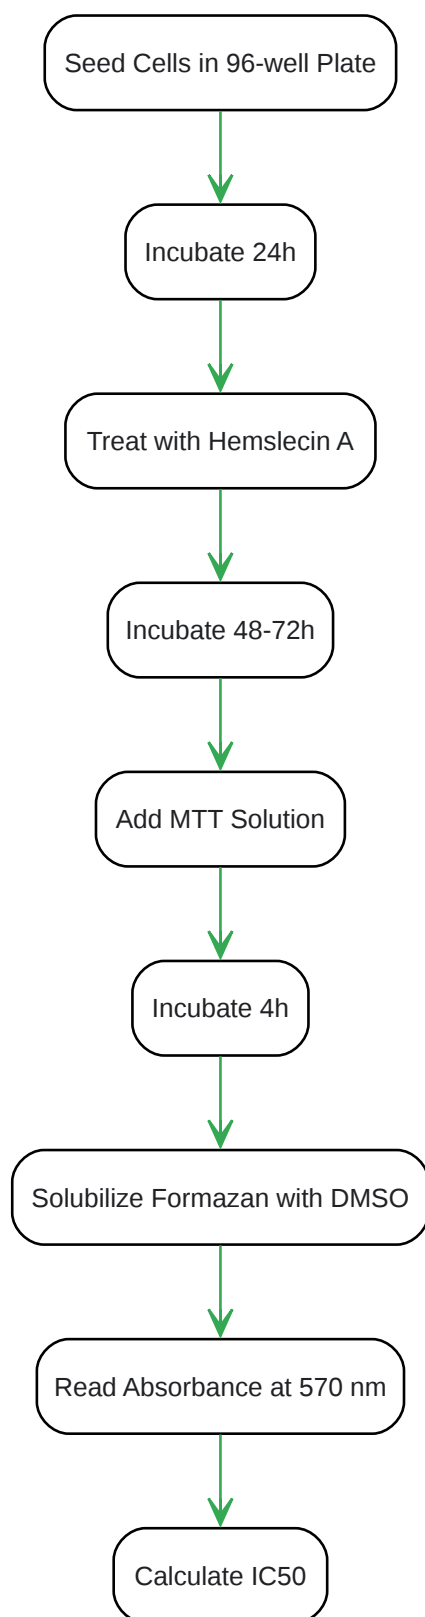 Seed Cells in 96-well Plate
Incubate 24h
Treat with Hemslecin A
Incubate 48-72h
Add MTT Solution
Incubate 4h
Solubilize Formazan with DMSO
Read Absorbance at 570 nm
Calculate IC50